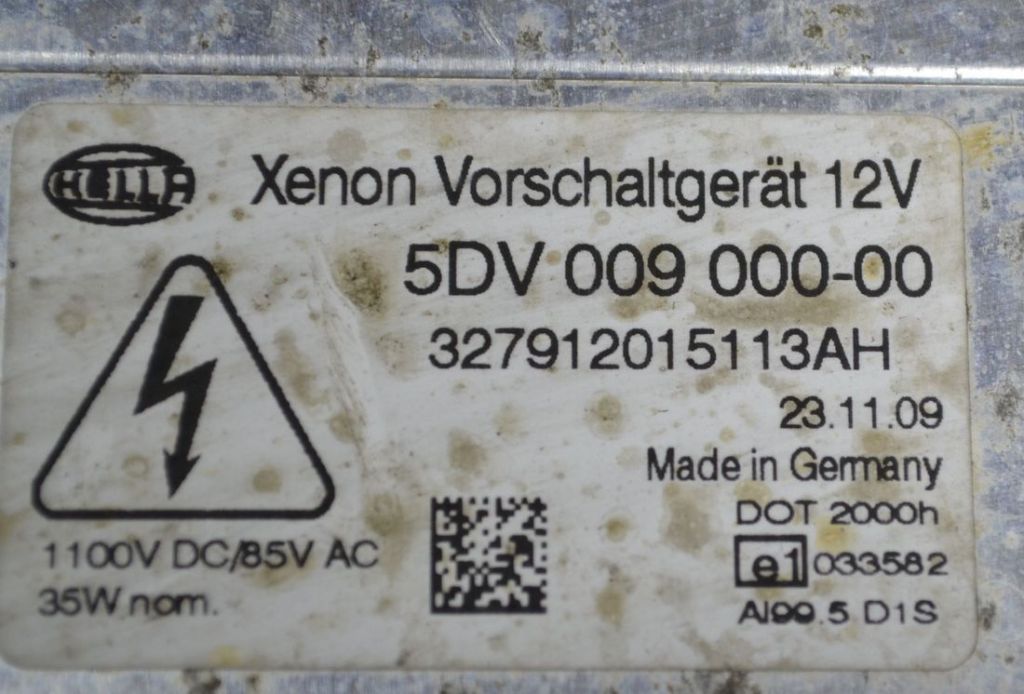 HELLA Xenon Vorschaltgerät 12V
5DV 009 000-00
327912015113AH
23.11.09
Made in Germany
DOT 2000h
1100V DC/85V AC
e1 033582
35W nom.
Al99.5 D1S